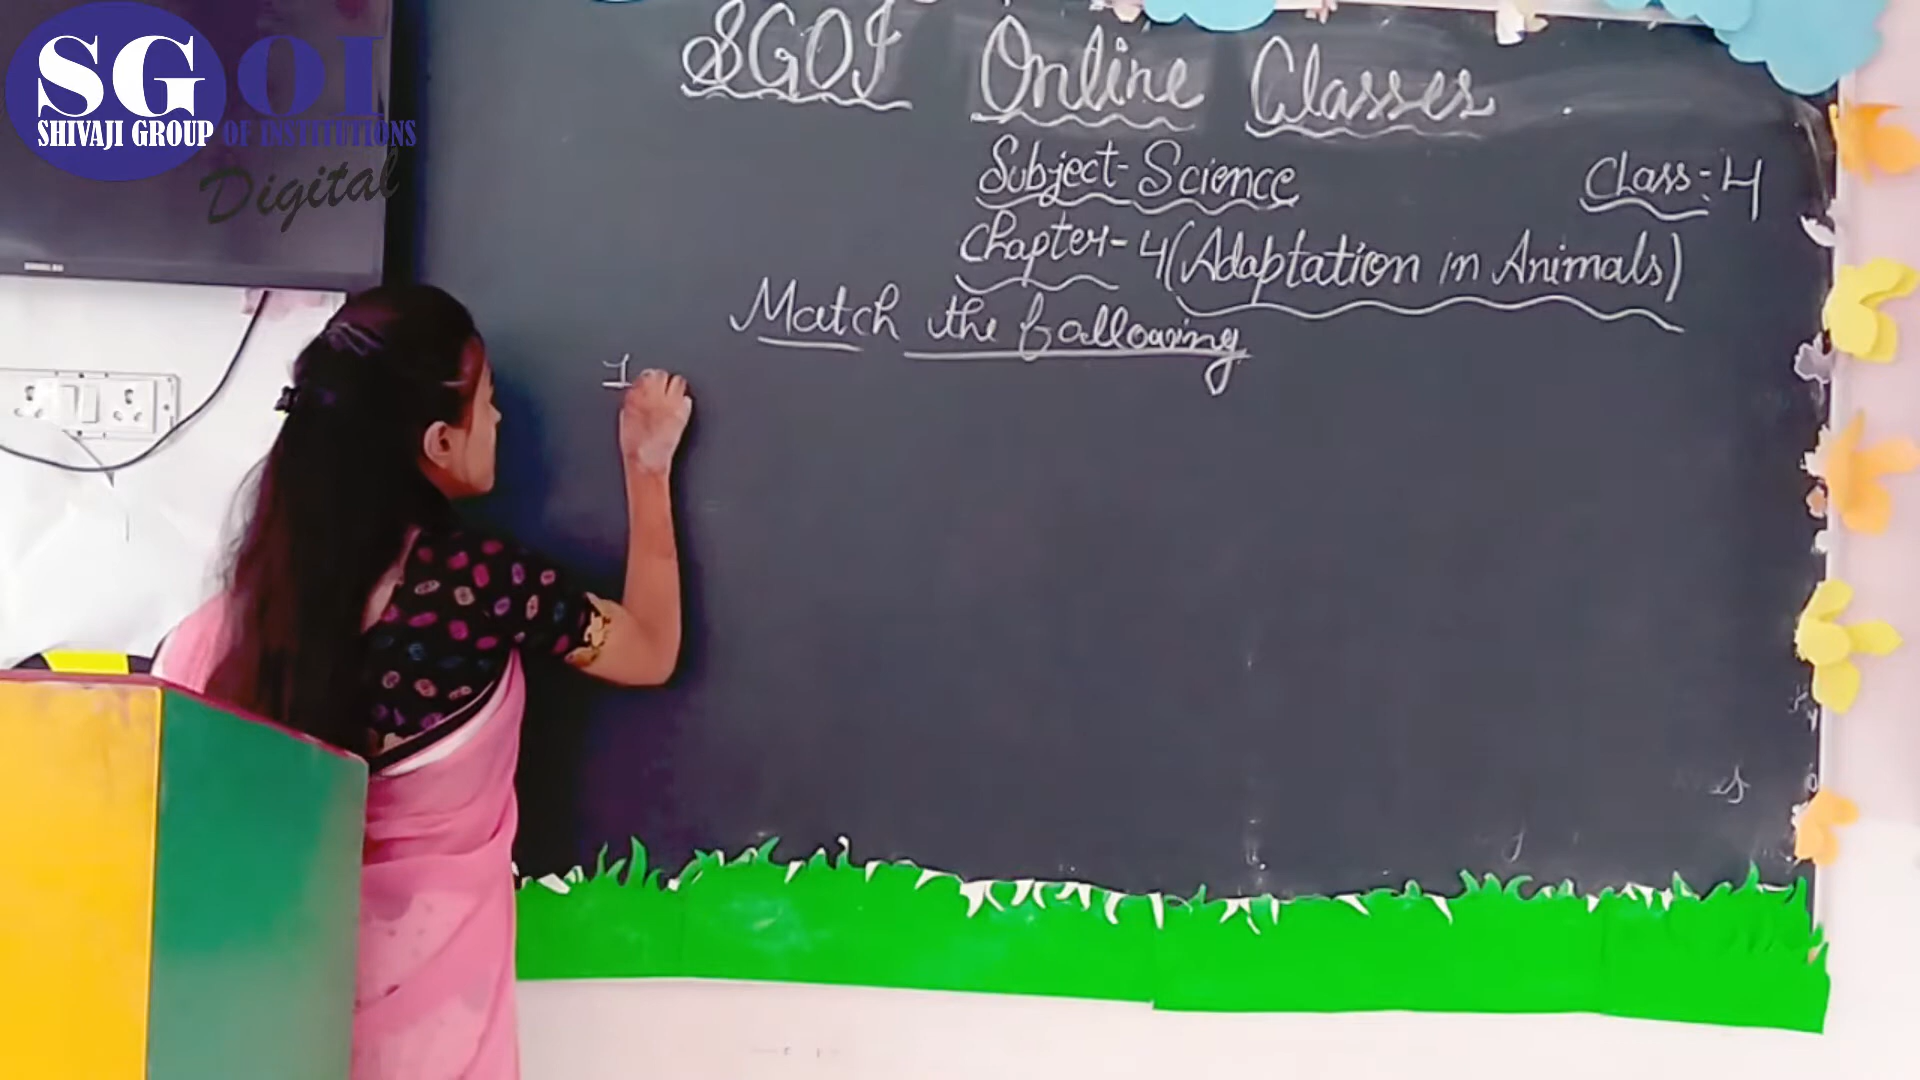 SGOI
SHIVAJI GROUP OF INSTITUTIONS
Digital
SGOI Online Classes
Subject- Science
Class:- 4
Chapter- 4 (Adaptation in Animals)
Match the following
1